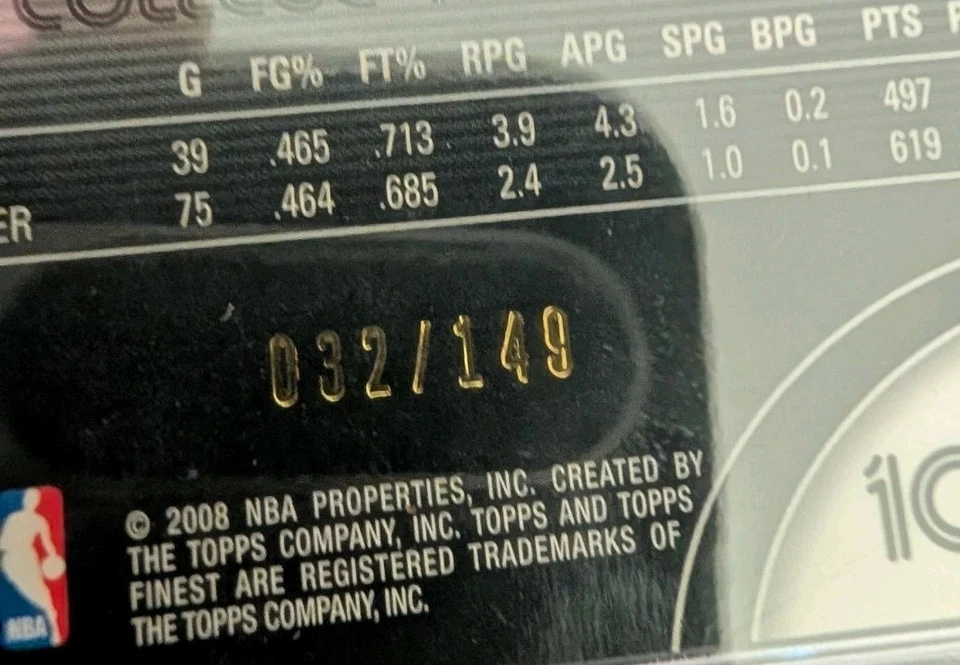 COLLEGE
G FG% FT% RPG APG SPG BPG PTS P
39 .465 .713 3.9 4.3 1.6 0.2 497
ER 75 .464 .685 2.4 2.5 1.0 0.1 619
032/149
© 2008 NBA PROPERTIES, INC. CREATED BY
THE TOPPS COMPANY, INC. TOPPS AND TOPPS
FINEST ARE REGISTERED TRADEMARKS OF
THE TOPPS COMPANY, INC.
NBA
10